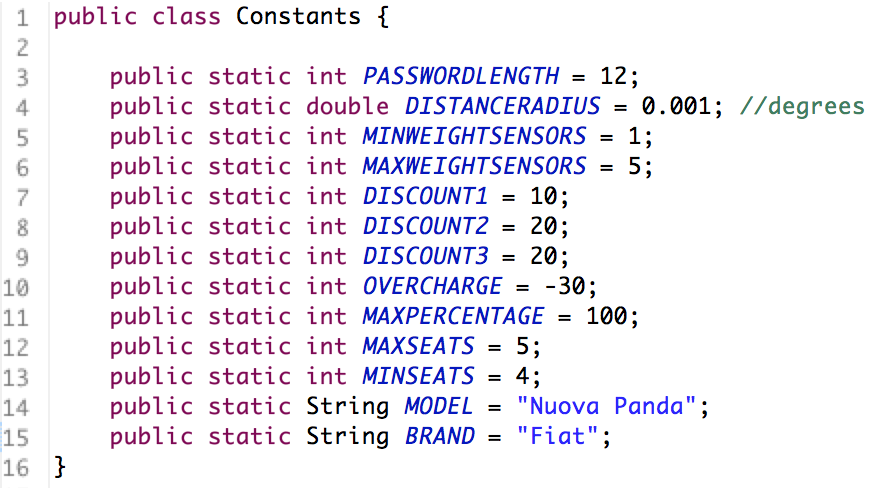 1 public class Constants {
2
3 public static int PASSWORDLENGTH = 12;
4 public static double DISTANCERADIUS = 0.001; //degrees
5 public static int MINWEIGHTSENSORS = 1;
6 public static int MAXWEIGHTSENSORS = 5;
7 public static int DISCOUNT1 = 10;
8 public static int DISCOUNT2 = 20;
9 public static int DISCOUNT3 = 20;
10 public static int OVERCHARGE = -30;
11 public static int MAXPERCENTAGE = 100;
12 public static int MAXSEATS = 5;
13 public static int MINSEATS = 4;
14 public static String MODEL = "Nuova Panda";
15 public static String BRAND = "Fiat";
16 }